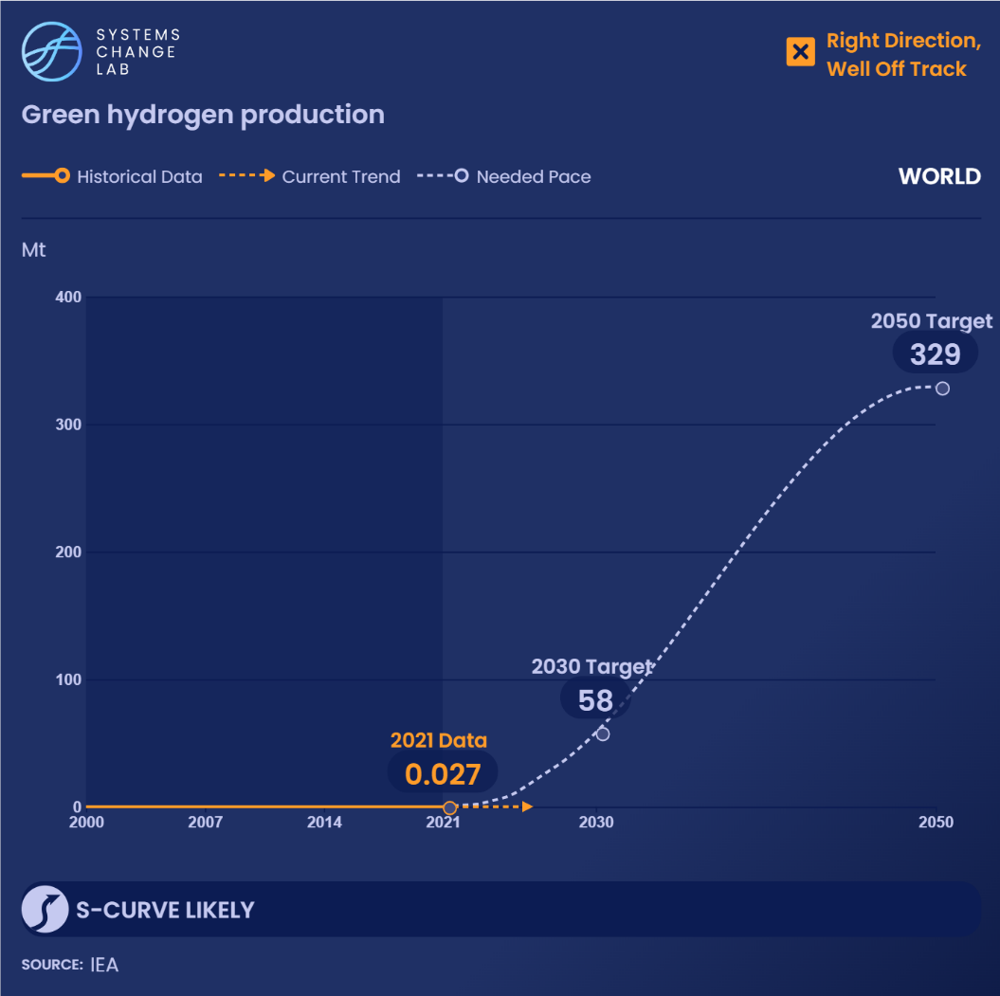 SYSTEMS
CHANGE
LAB
Right Direction,
Well Off Track
Green hydrogen production
Historical Data
Current Trend
Needed Pace
WORLD
Mt
400
300
200
100
0
2050 Target
329
2030 Target
58
2021 Data
0.027
2000
2007
2014
2021
2030
2050
S-CURVE LIKELY
SOURCE: IEA